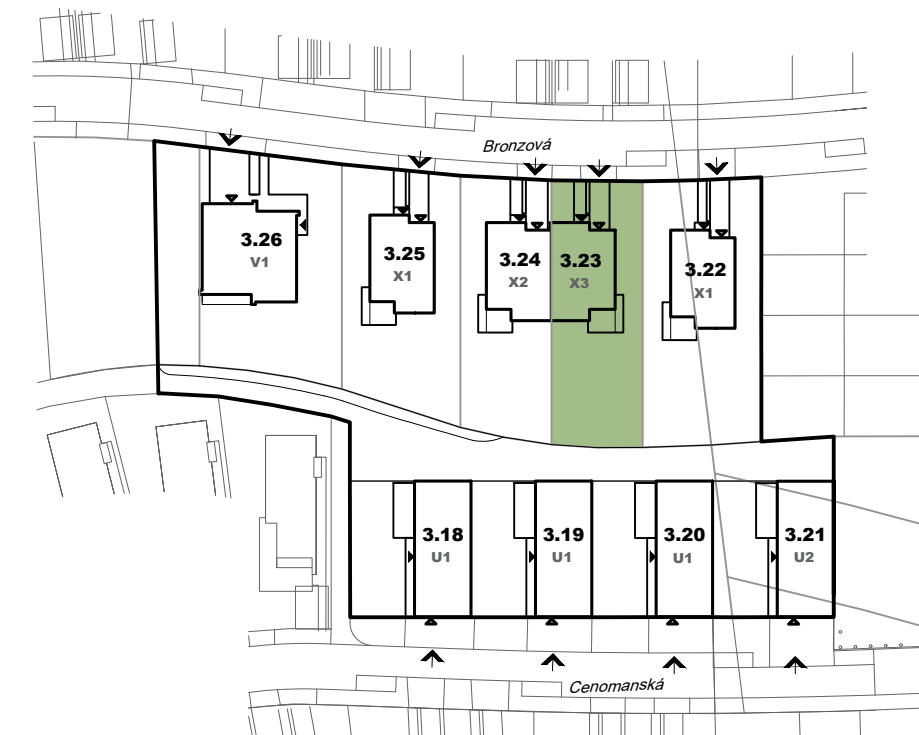 Bronzová
3.26
V1
3.25
X1
3.24
X2
3.23
X3
3.22
X1
3.18
U1
3.19
U1
3.20
U1
3.21
U2
Cenomanská